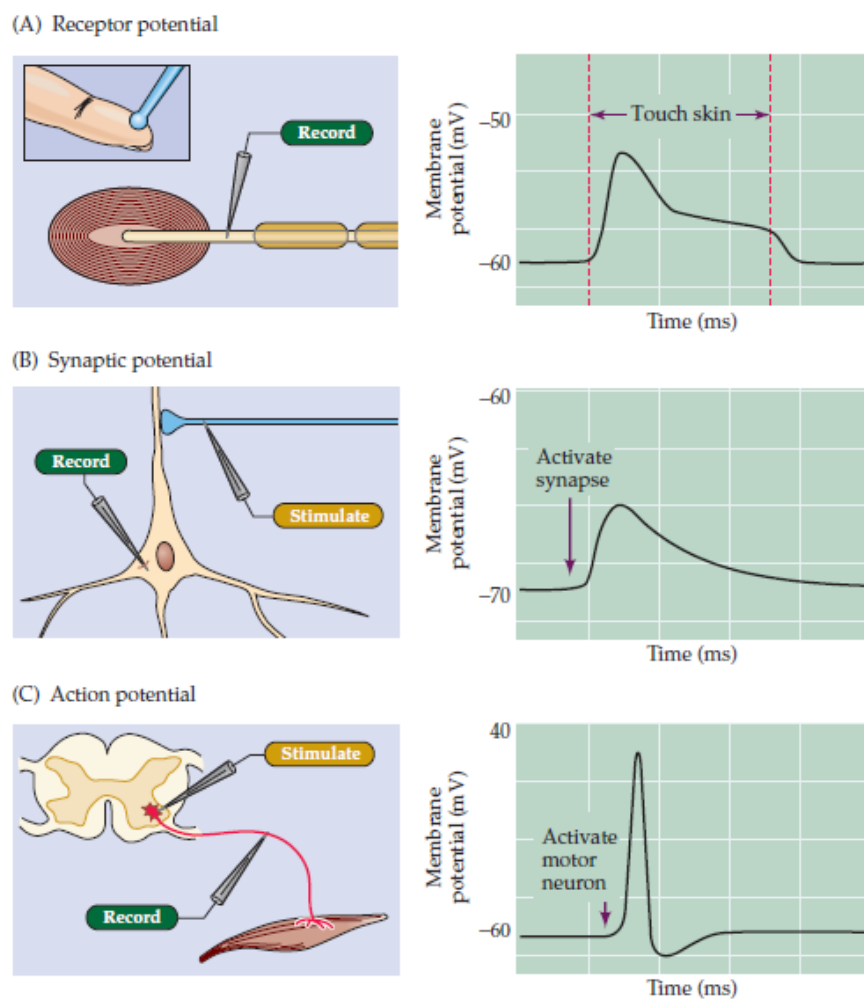 (A) Receptor potential
Record
Membrane
potential (mV)
–50
–60
Touch skin
Time (ms)
(B) Synaptic potential
Record
Stimulate
Membrane
potential (mV)
–60
–70
Activate
synapse
Time (ms)
(C) Action potential
Stimulate
Record
Membrane
potential (mV)
40
–60
Activate
motor
neuron
Time (ms)